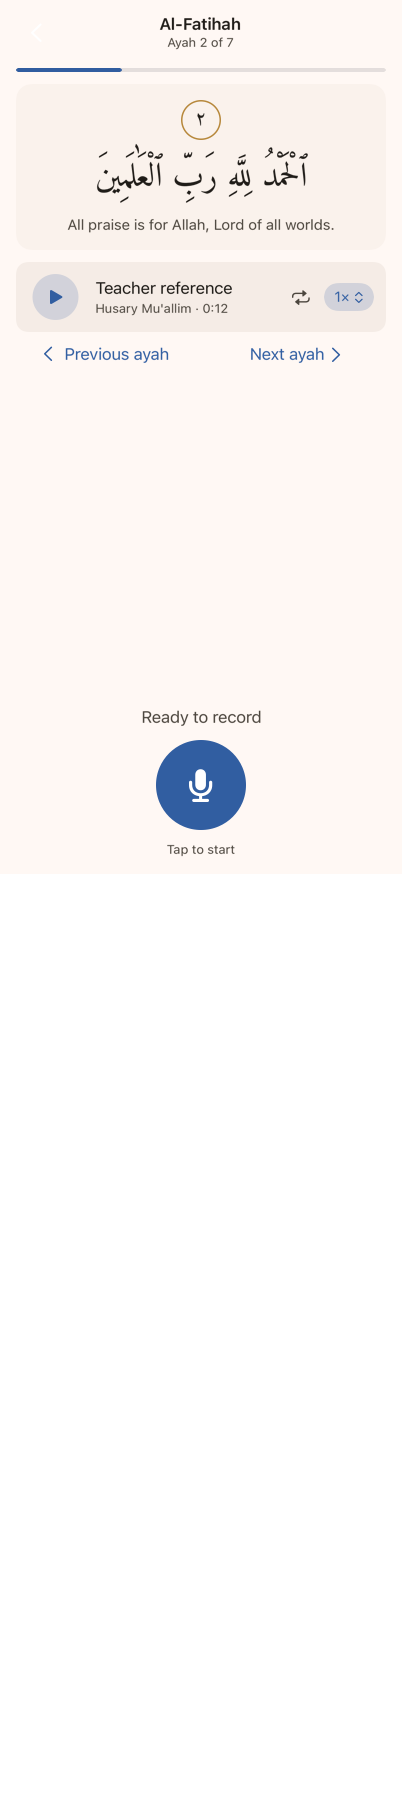 Al-Fatihah
Ayah 2 of 7
٢
ٱلْحَمْدُ لِلَّهِ رَبِّ ٱلْعَٰلَمِينَ
All praise is for Allah, Lord of all worlds.
Teacher reference
Husary Mu'allim · 0:12
1×
Previous ayah
Next ayah
Ready to record
Tap to start